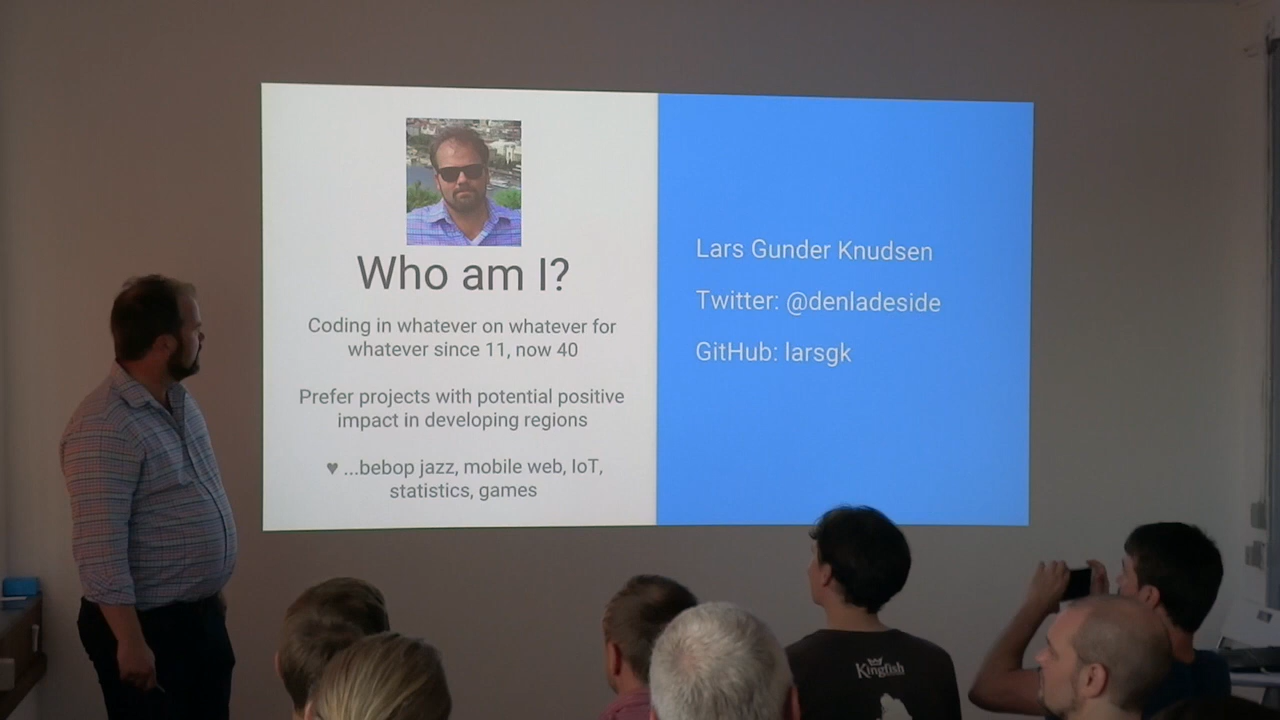 Who am I?
Coding in whatever on whatever for
whatever since 11, now 40
Prefer projects with potential positive
impact in developing regions
♥ ...bebop jazz, mobile web, IoT,
statistics, games
Lars Gunder Knudsen
Twitter: @denladeside
GitHub: larsgk
Kingfish